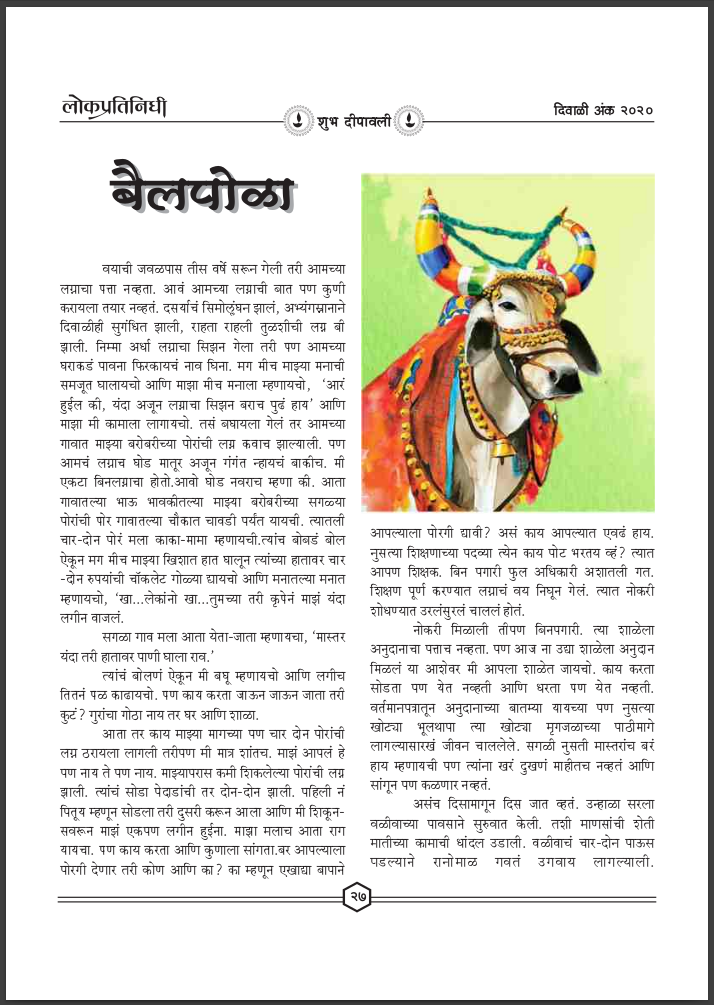 लोकप्रतिनिधी
शुभ दीपावली
दिवाळी अंक २०२०
बैलपोळा
वयाची जवळपास तीस वर्षे सरून गेली तरी आमच्या
लग्नाचा पत्ता नव्हता. आवं आमच्या लग्नाची बात पण कुणी
करायला तयार नव्हतं. दसर्याचं सिमोलूंघन झालं, अभ्यंगस्नानाने
दिवाळीही सुगंधित झाली, राहता राहली तुळशीची लग्न बी
झाली. निम्मा अर्धा लग्नाचा सिझन गेला तरी पण आमच्या
घराकडं पावना फिरकायचं नाव घिना. मग मीच माझ्या मनाची
समजूत घालायचो आणि माझा मीच मनाला म्हणायचो, ‘आरं
हुईल की, यंदा अजून लग्नाचा सिझन बराच पुढं हाय’ आणि
माझा मी कामाला लागायचो. तसं बघायला गेलं तर आमच्या
गावात माझ्या बरोबरीच्या पोरांची लग्न कवाच झाल्याली. पण
आमचं लग्नाच घोड मातूर अजून गंगंत न्हायचं बाकीच. मी
एकटा बिनलग्नाचा होतो.आवो घोड नवराच म्हणा की. आता
गावातल्या भाऊ भावकीतल्या माझ्या बरोबरीच्या सगळ्या
पोरांची पोर गावातल्या चौकात चावडी पर्यंत यायची. त्यातली
चार-दोन पोरं मला काका-मामा म्हणायची.त्यांच बोबडं बोल
ऐकून मग मीच माझ्या खिशात हात घालून त्यांच्या हातावर चार
-दोन रुपयांची चॉकलेट गोळ्या द्यायचो आणि मनातल्या मनात
म्हणायचो, ‘खा...लेकांनो खा...तुमच्या तरी कृपेनं माझं यंदा
लगीन वाजलं.
सगळा गाव मला आता येता-जाता म्हणायचा, ‘मास्तर
यंदा तरी हातावर पाणी घाला राव.’
त्यांचं बोलणं ऐकून मी बघू म्हणायचो आणि लगीच
तितनं पळ काढायचो. पण काय करता जाऊन जाऊन जाता तरी
कुटं? गुरांचा गोठा नाय तर घर आणि शाळा.
आता तर काय माझ्या मागच्या पण चार दोन पोरांची
लग्न ठरायला लागली तरीपण मी मात्र शांतच. माझं आपलं हे
पण नाय ते पण नाय. माझ्यापरास कमी शिकलेल्या पोरांची लग्न
झाली. त्यांचं सोडा पेदाडांची तर दोन-दोन झाली. पहिली नं
पितूय म्हणून सोडला तरी दुसरी करून आला आणि मी शिकून-
सवरून माझं एकपण लगीन हुईना. माझा मलाच आता राग
यायचा. पण काय करता आणि कुणाला सांगता.बर आपल्याला
पोरगी देणार तरी कोण आणि का? का म्हणून एखाद्या बापाने
आपल्याला पोरगी द्यावी? असं काय आपल्यात एवढं हाय.
नुसत्या शिक्षणाच्या पदव्या त्येन काय पोट भरतय व्हं? त्यात
आपण शिक्षक. बिन पगारी फुल अधिकारी अशातली गत.
शिक्षण पूर्ण करण्यात लग्नाचं वय निघून गेलं. त्यात नोकरी
शोधण्यात उरलंसुरलं चाललं होतं.
नोकरी मिळाली तीपण बिनपगारी. त्या शाळेला
अनुदानाचा पत्ताच नव्हता. पण आज ना उद्या शाळेला अनुदान
मिळलं या आशेवर मी आपला शाळेत जायचो. काय करता
सोडता पण येत नव्हती आणि धरता पण येत नव्हती.
वर्तमानपत्रातून अनुदानाच्या बातम्या यायच्या पण नुसत्या
खोट्या भूलथापा त्या खोट्या मृगजळाच्या पाठीमागे
लागल्यासारखं जीवन चाललेले. सगळी नुसती मास्तरांच बरं
हाय म्हणायची पण त्यांना खरं दुखणं माहीतच नव्हतं आणि
सांगून पण कळणार नव्हतं.
असंच दिसामागून दिस जात व्हतं. उन्हाळा सरला
वळीवाच्या पावसाने सुरुवात केली. तशी माणसांची शेती
मातीच्या कामाची धांदल उडाली. वळीवाचं चार-दोन पाऊस
पडल्याने रानोमाळ गवतं उगवाय लागल्याली.
२७